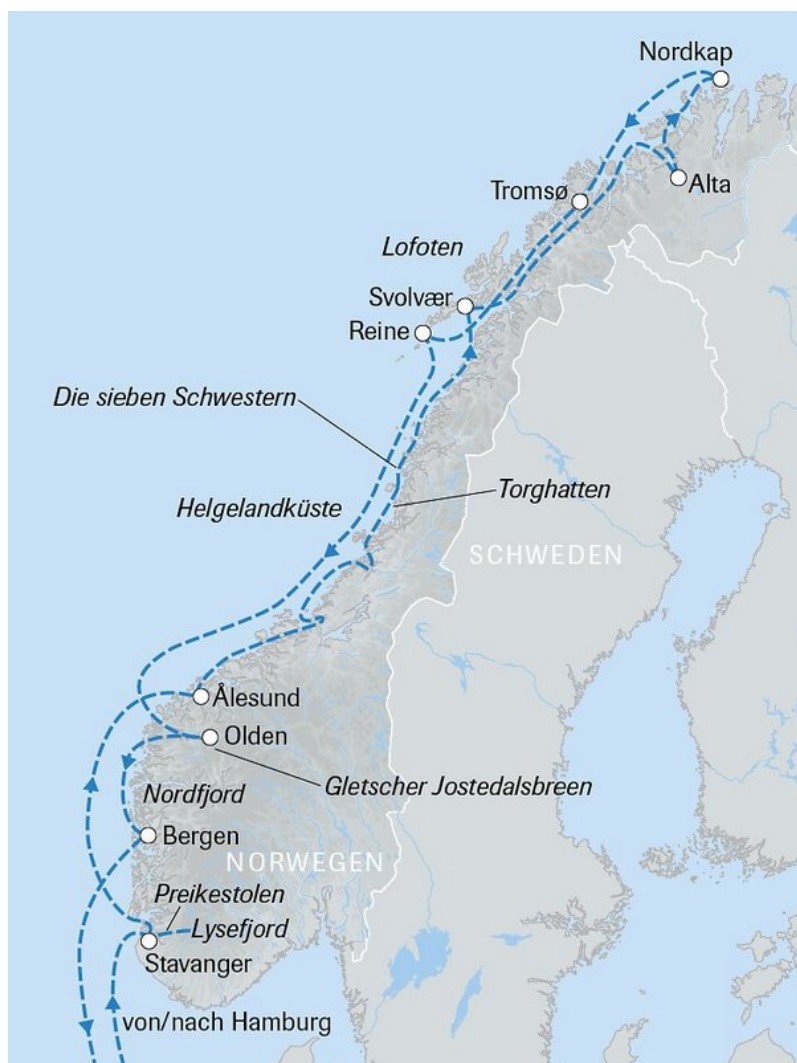 Nordkap
Alta
Tromsø
Lofoten
Svolvær
Reine
Die sieben Schwestern
Torghatten
Helgelandküste
SCHWEDEN
Ålesund
Olden
Gletscher Jostedalsbreen
Nordfjord
Bergen
NORWEGEN
Preikestolen
Lysefjord
Stavanger
von/nach Hamburg